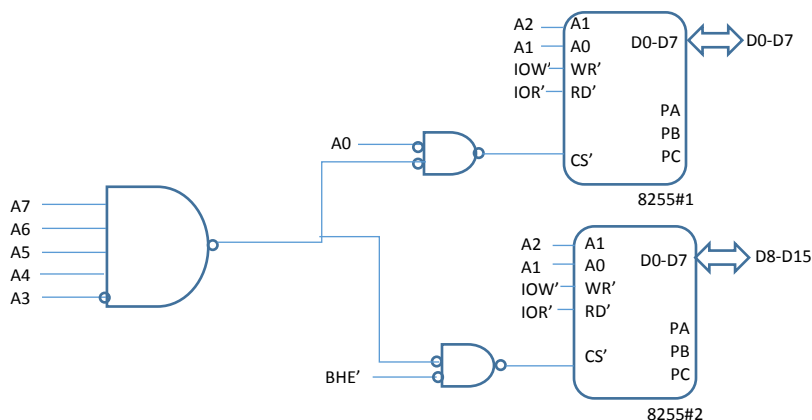 A2 A1
A1 A0 D0-D7 D0-D7
IOW’ WR’
IOR’ RD’
PA
A0 PB
CS’ PC
8255#1
A7
A6
A5
A4
A3
A2 A1
A1 A0 D0-D7 D8-D15
IOW’ WR’
IOR’ RD’
PA
CS’ PB
BHE’ PC
8255#2